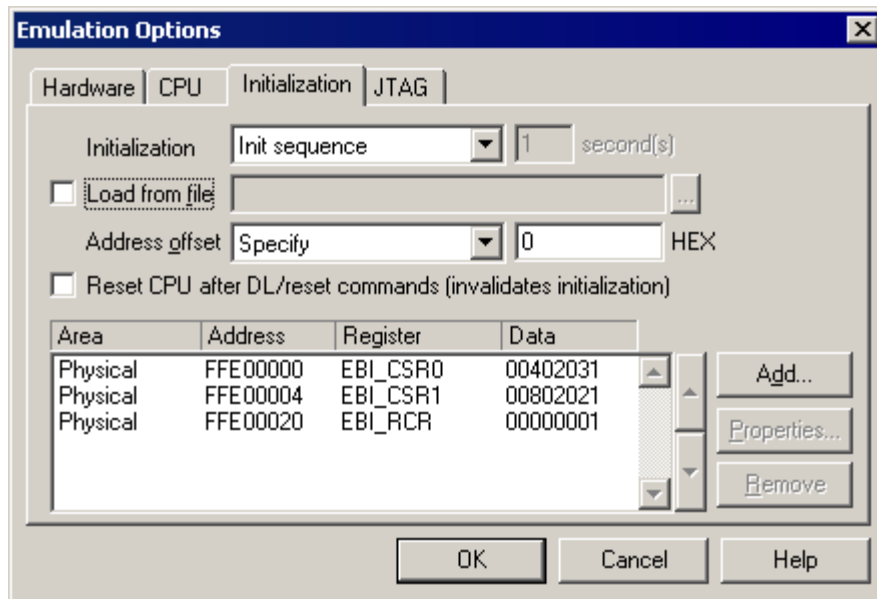 Emulation Options
Hardware CPU Initialization JTAG
Initialization Init sequence 1 second(s)
Load from file ...
Address offset Specify 0 HEX
Reset CPU after DL/reset commands (invalidates initialization)
Area Address Register Data
Physical FFE00000 EBI_CSR0 00402031
Physical FFE00004 EBI_CSR1 00802021
Physical FFE00020 EBI_RCR 00000001
Add...
Properties...
Remove
OK Cancel Help